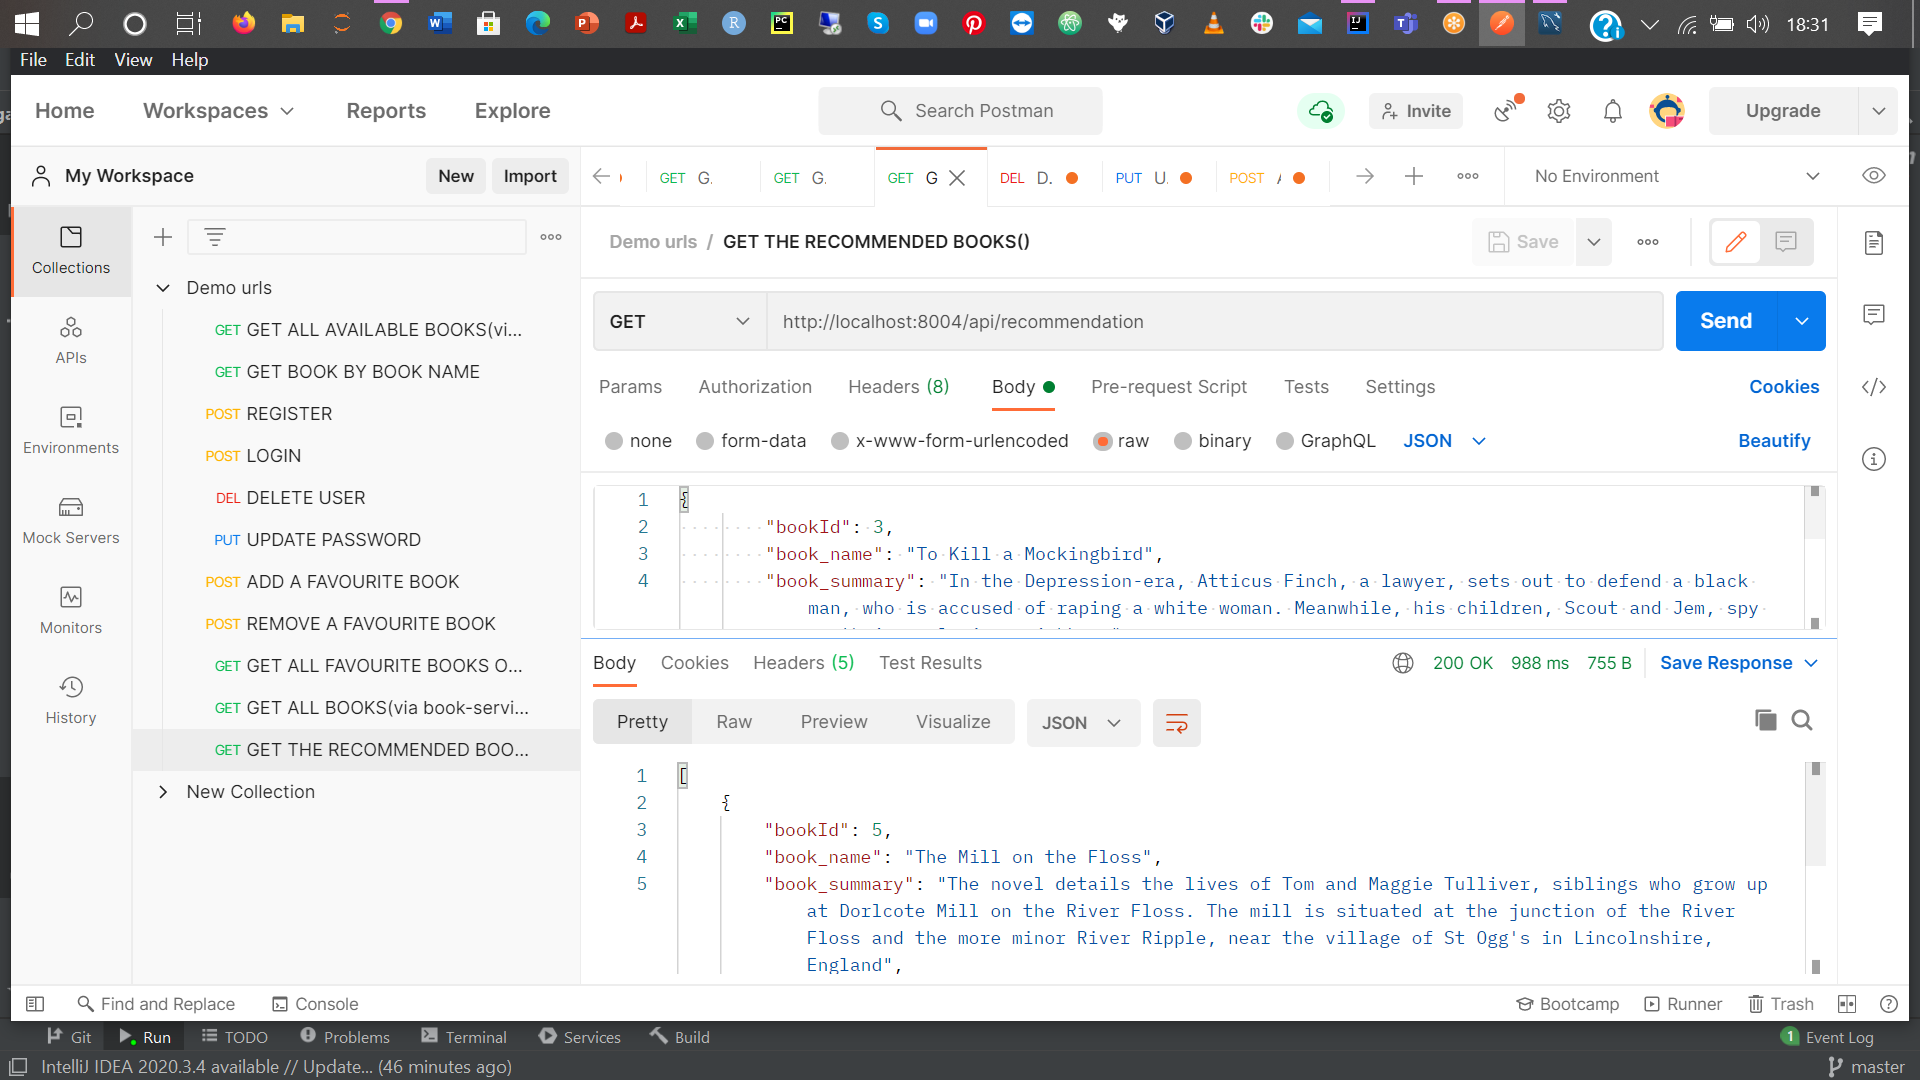 18:31
File Edit View Help
Home Workspaces Reports Explore Search Postman Invite Upgrade
My Workspace New Import GET G. GET G. GET G DEL D. PUT U. POST No Environment
Demo urls / GET THE RECOMMENDED BOOKS() Save
Collections
Demo urls
GET GET ALL AVAILABLE BOOKS(vi...
GET http://localhost:8004/api/recommendation Send
APIs
GET GET BOOK BY BOOK NAME
Params Authorization Headers (8) Body Pre-request Script Tests Settings Cookies
POST REGISTER
Environments
none form-data x-www-form-urlencoded raw binary GraphQL JSON Beautify
POST LOGIN
DEL DELETE USER
Mock Servers
PUT UPDATE PASSWORD
POST ADD A FAVOURITE BOOK
Monitors
POST REMOVE A FAVOURITE BOOK
GET GET ALL FAVOURITE BOOKS O...
GET GET ALL BOOKS(via book-servi...
History
GET GET THE RECOMMENDED BOO...
New Collection
1 {
2 "bookId": 3,
3 "book_name": "To Kill a Mockingbird",
4 "book_summary": "In the Depression-era, Atticus Finch, a lawyer, sets out to defend a black
man, who is accused of raping a white woman. Meanwhile, his children, Scout and Jem, spy
Body Cookies Headers (5) Test Results 200 OK 988 ms 755 B Save Response
Pretty Raw Preview Visualize JSON
1 [
2 {
3 "bookId": 5,
4 "book_name": "The Mill on the Floss",
5 "book_summary": "The novel details the lives of Tom and Maggie Tulliver, siblings who grow up
at Dorlcote Mill on the River Floss. The mill is situated at the junction of the River
Floss and the more minor River Ripple, near the village of St Ogg's in Lincolnshire,
England",
Find and Replace Console Bootcamp Runner Trash
Git Run TODO Problems Terminal Services Build 1 Event Log
IntelliJ IDEA 2020.3.4 available // Update... (46 minutes ago) master